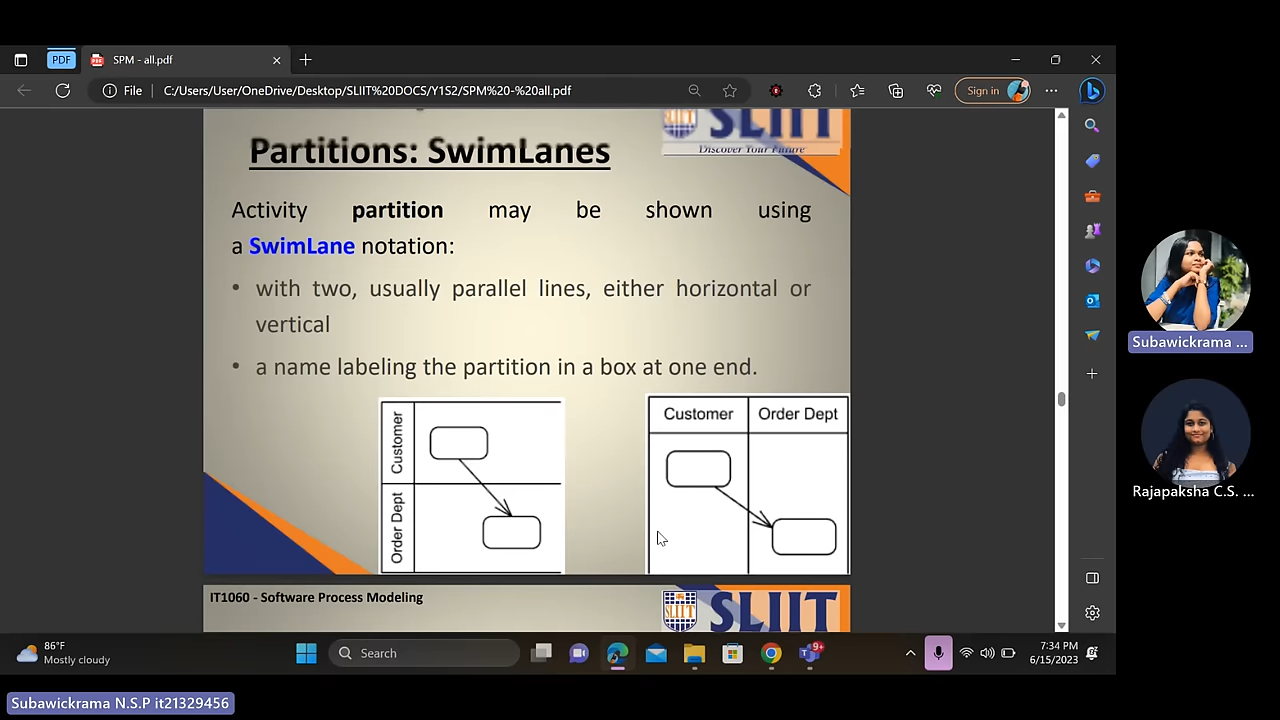 PDF
SPM - all.pdf
File
C:/Users/User/OneDrive/Desktop/SLIIT%20DOCS/Y1S2/SPM%20-%20all.pdf
Sign in
SLIIT
Discover Your Future
Partitions: SwimLanes
Activity partition may be shown using
a SwimLane notation:
• with two, usually parallel lines, either horizontal or
vertical
• a name labeling the partition in a box at one end.
Customer
Order Dept
Customer Order Dept
IT1060 - Software Process Modeling
SLIIT
SLIIT
Subawickrama ...
Rajapaksha C.S. ...
86°F
Mostly cloudy
Search
9+
7:34 PM
6/15/2023
Subawickrama N.S.P it21329456